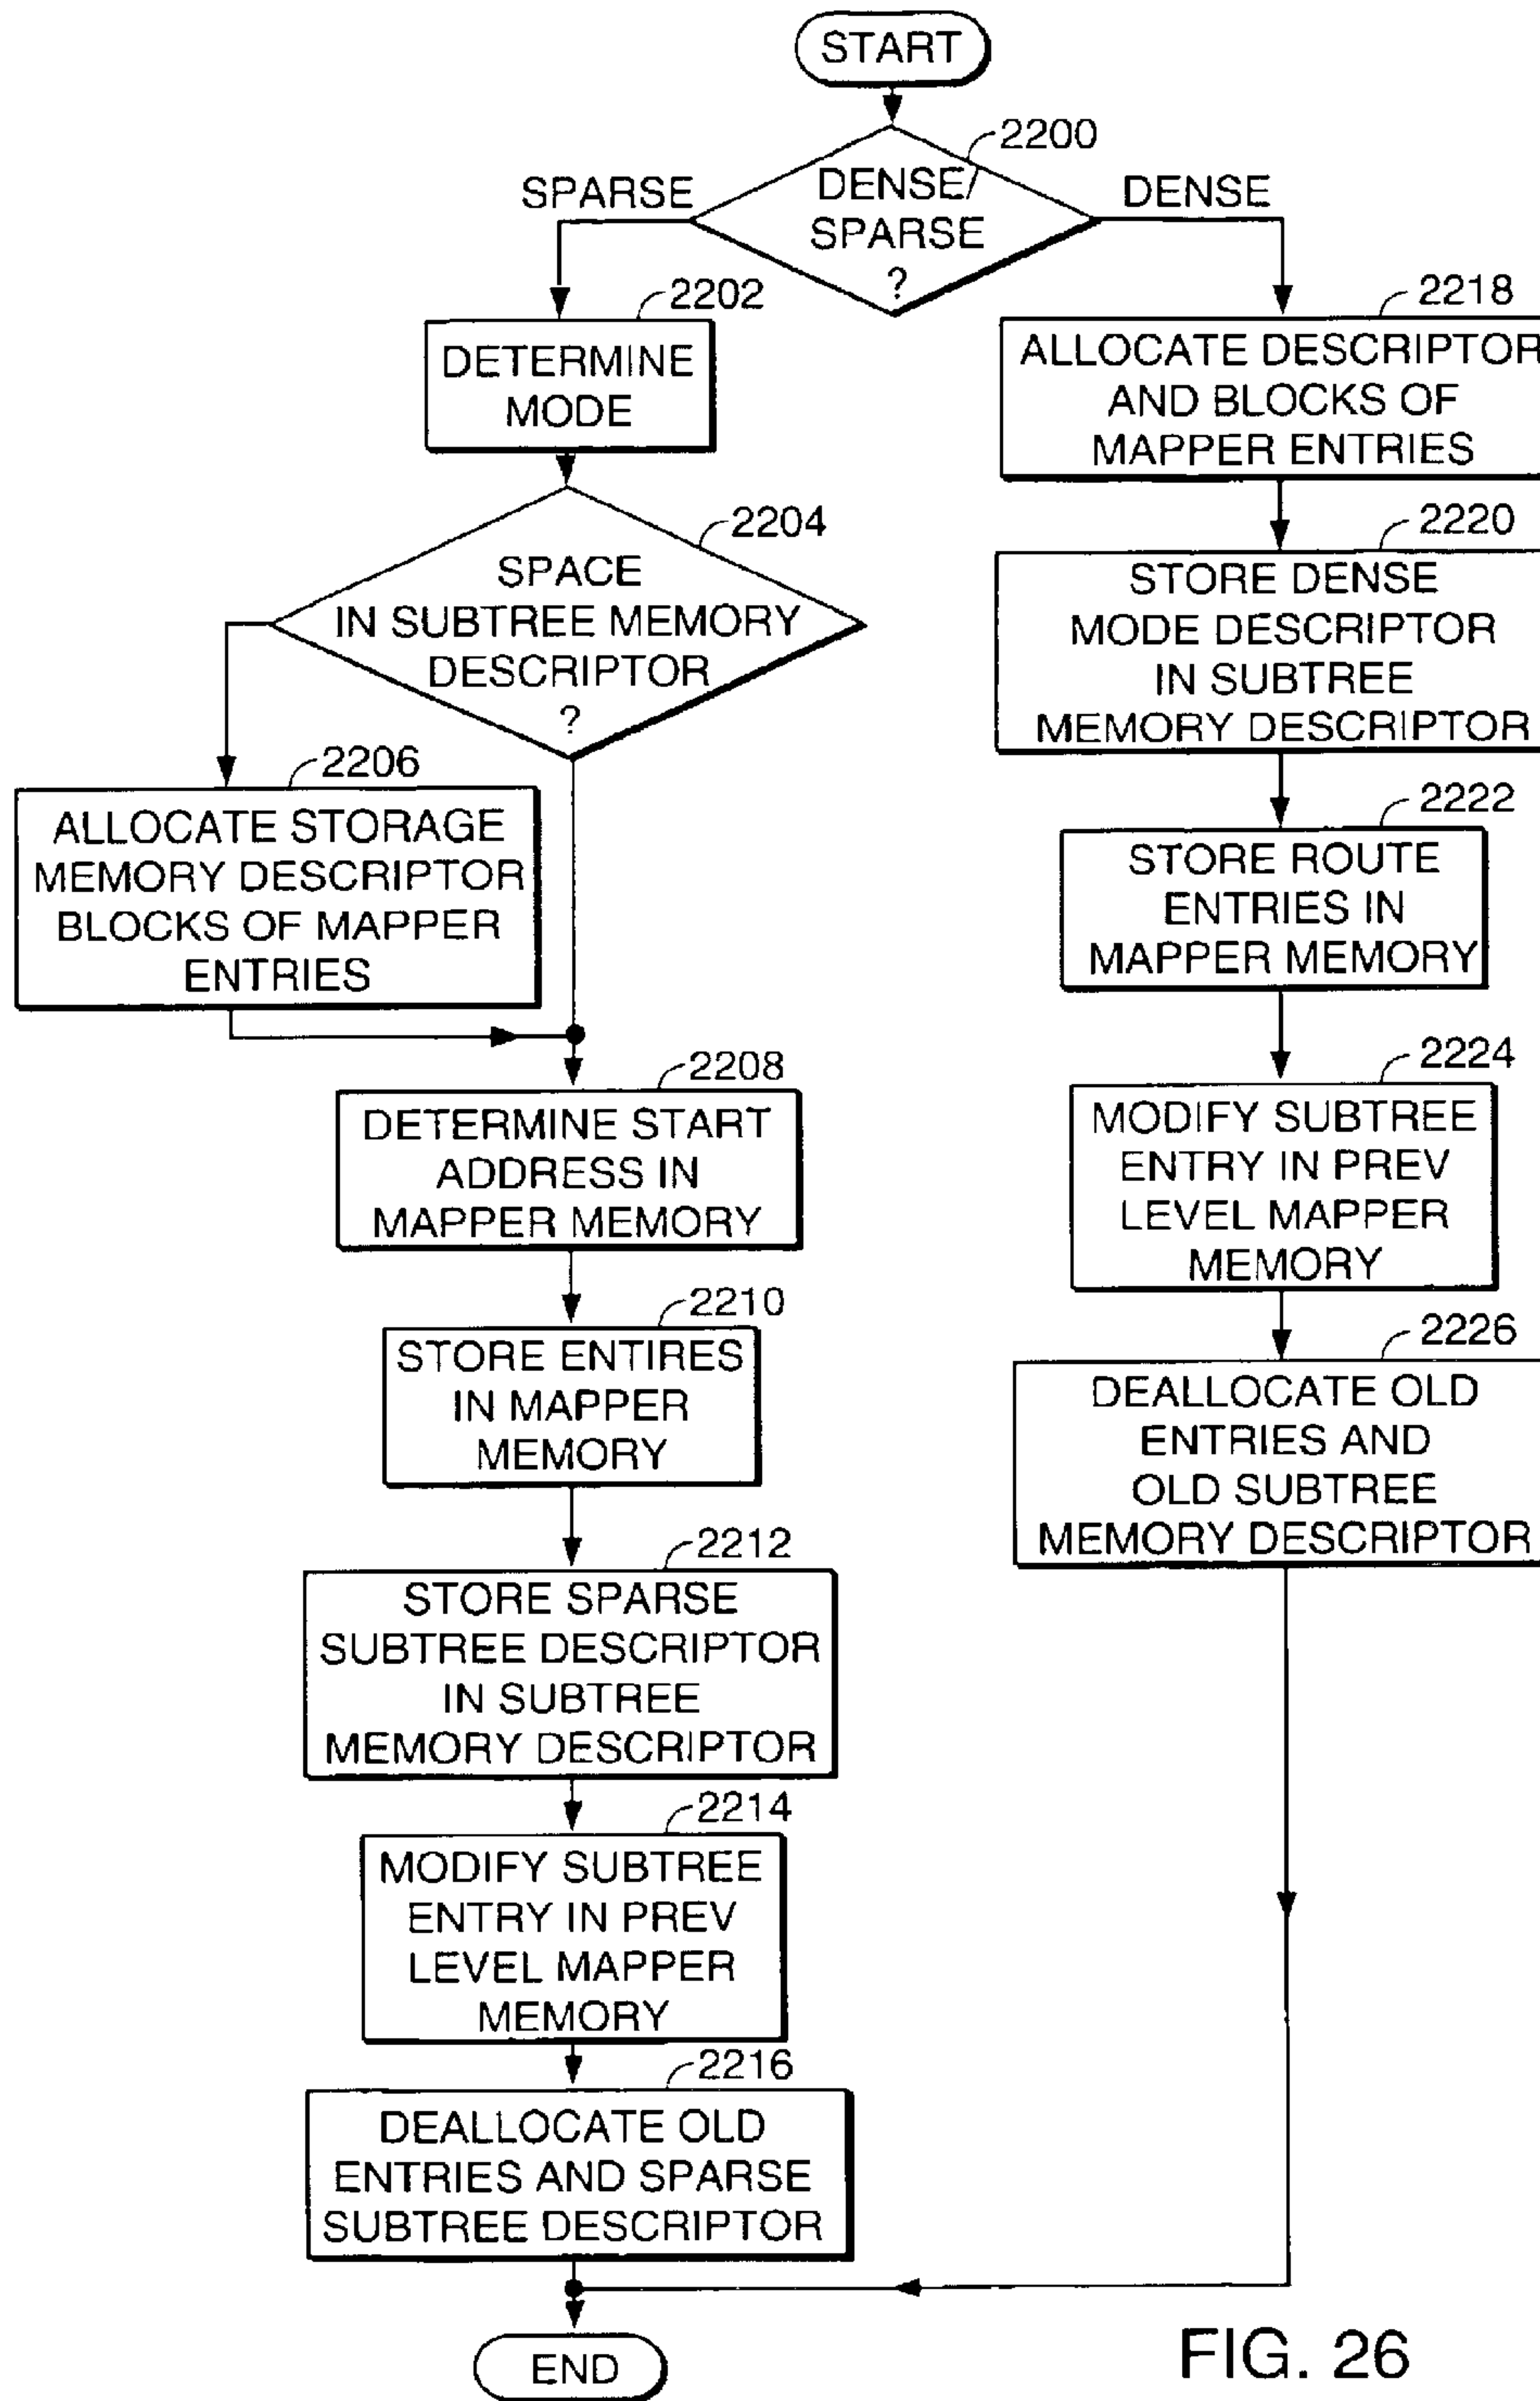 START
2200
DENSE/
SPARSE
?
SPARSE
DENSE
2202
DETERMINE
MODE
2204
SPACE
IN SUBTREE MEMORY
DESCRIPTOR
?
2206
ALLOCATE STORAGE
MEMORY DESCRIPTOR
BLOCKS OF MAPPER
ENTRIES
2208
DETERMINE START
ADDRESS IN
MAPPER MEMORY
2210
STORE ENTIRES
IN MAPPER
MEMORY
2212
STORE SPARSE
SUBTREE DESCRIPTOR
IN SUBTREE
MEMORY DESCRIPTOR
2214
MODIFY SUBTREE
ENTRY IN PREV
LEVEL MAPPER
MEMORY
2216
DEALLOCATE OLD
ENTRIES AND SPARSE
SUBTREE DESCRIPTOR
2218
ALLOCATE DESCRIPTOR
AND BLOCKS OF
MAPPER ENTRIES
2220
STORE DENSE
MODE DESCRIPTOR
IN SUBTREE
MEMORY DESCRIPTOR
2222
STORE ROUTE
ENTRIES IN
MAPPER MEMORY
2224
MODIFY SUBTREE
ENTRY IN PREV
LEVEL MAPPER
MEMORY
2226
DEALLOCATE OLD
ENTRIES AND
OLD SUBTREE
MEMORY DESCRIPTOR
END
FIG. 26